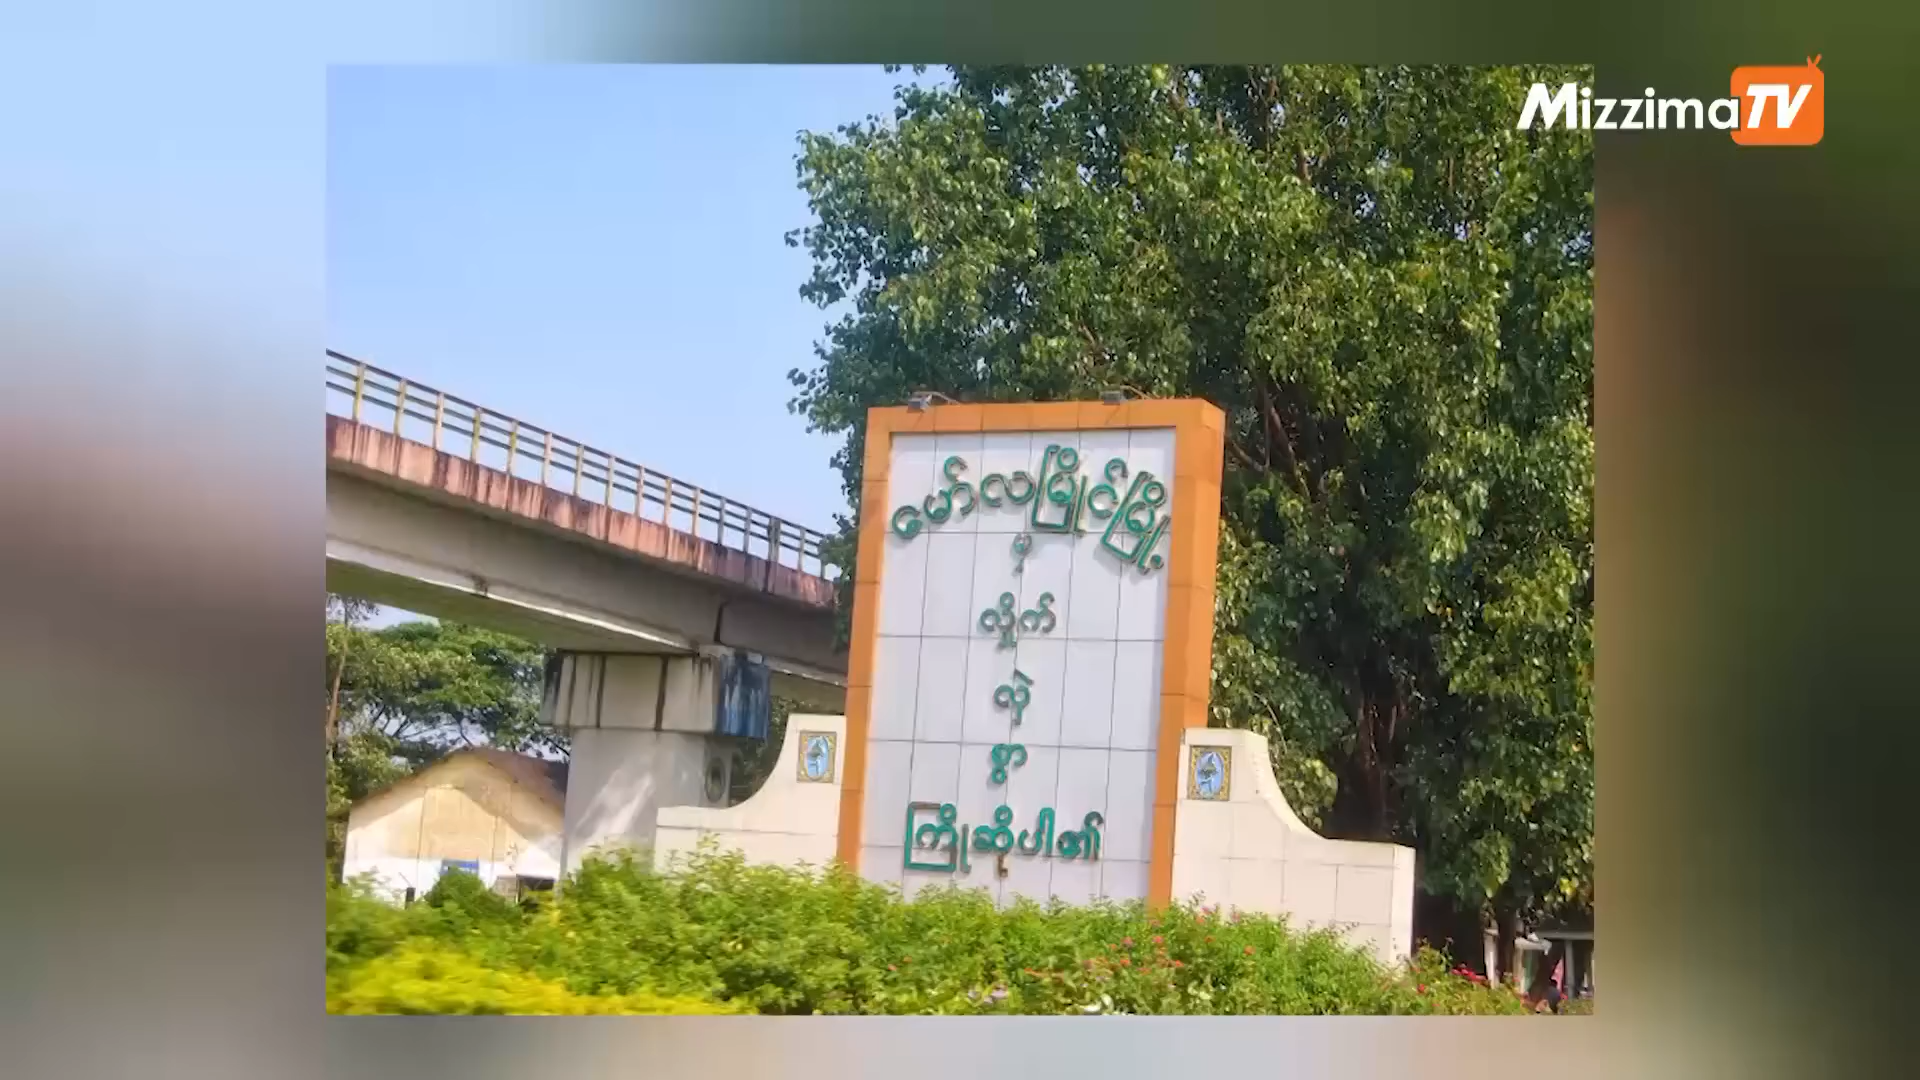 MizzimaTV
မော်လမြိုင်မြို့
မှ
လှိုက်
လှဲ
စွာ
ကြိုဆိုပါ၏